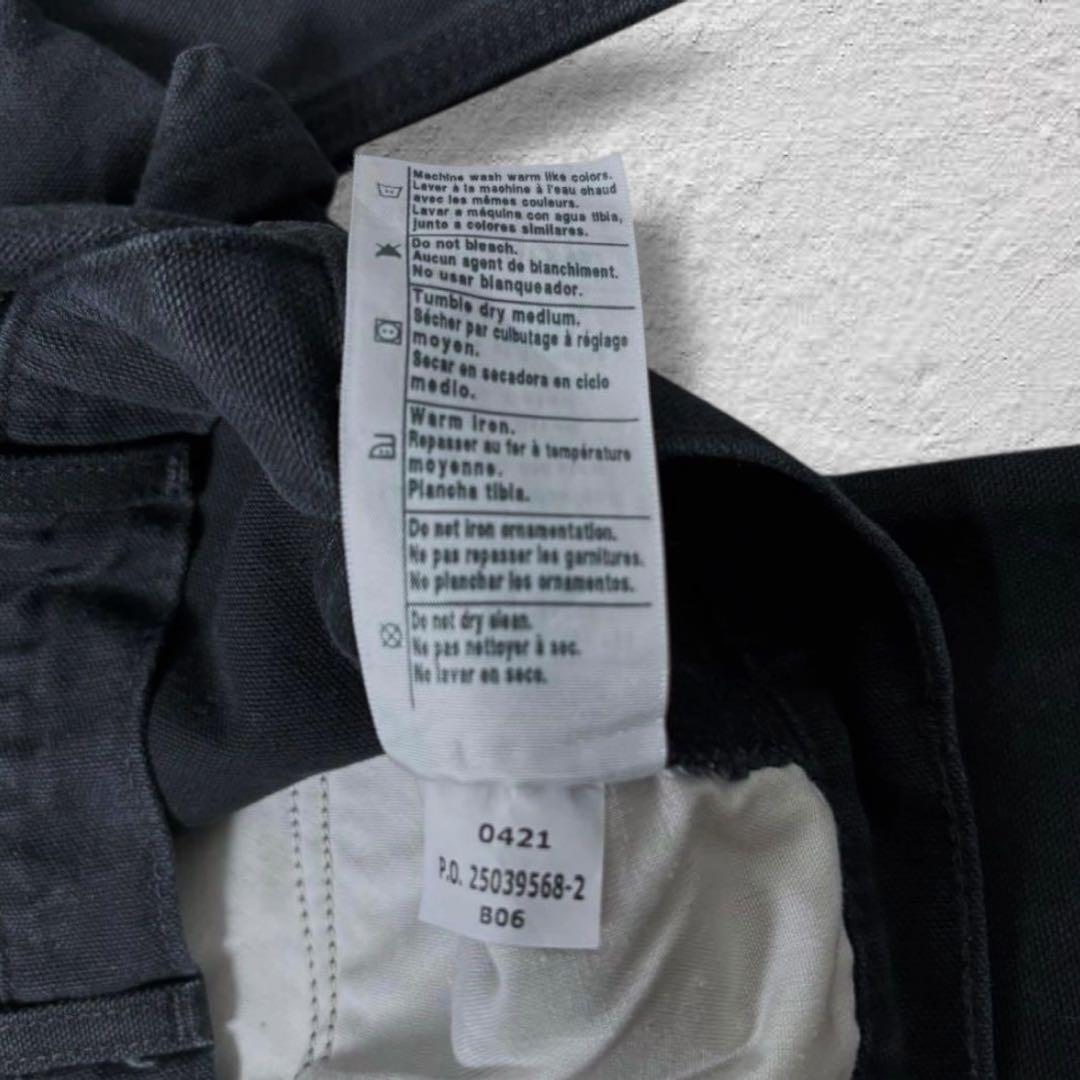 Machine wash warm like colors.
Laver à la machine à l'eau chaud
avec les mêmes couleurs.
Lavar a máquina con agua tibia,
junto a colores similares.
Do not bleach.
Aucun agent de blanchiment.
No usar blanqueador.
Tumble dry medium.
Sécher par culbutage à réglage
moyen.
Secar en secadora en ciclo
medio.
Warm iron.
Repasser au fer à température
moyenne.
Plancha tibia.
Do not iron ornamentation.
Ne pas repasser les garnitures.
No planchar los ornamentos.
Do not dry clean.
Ne pas nettoyer à sec.
No lavar en seco.
0421
P.O. 25039568-2
B06